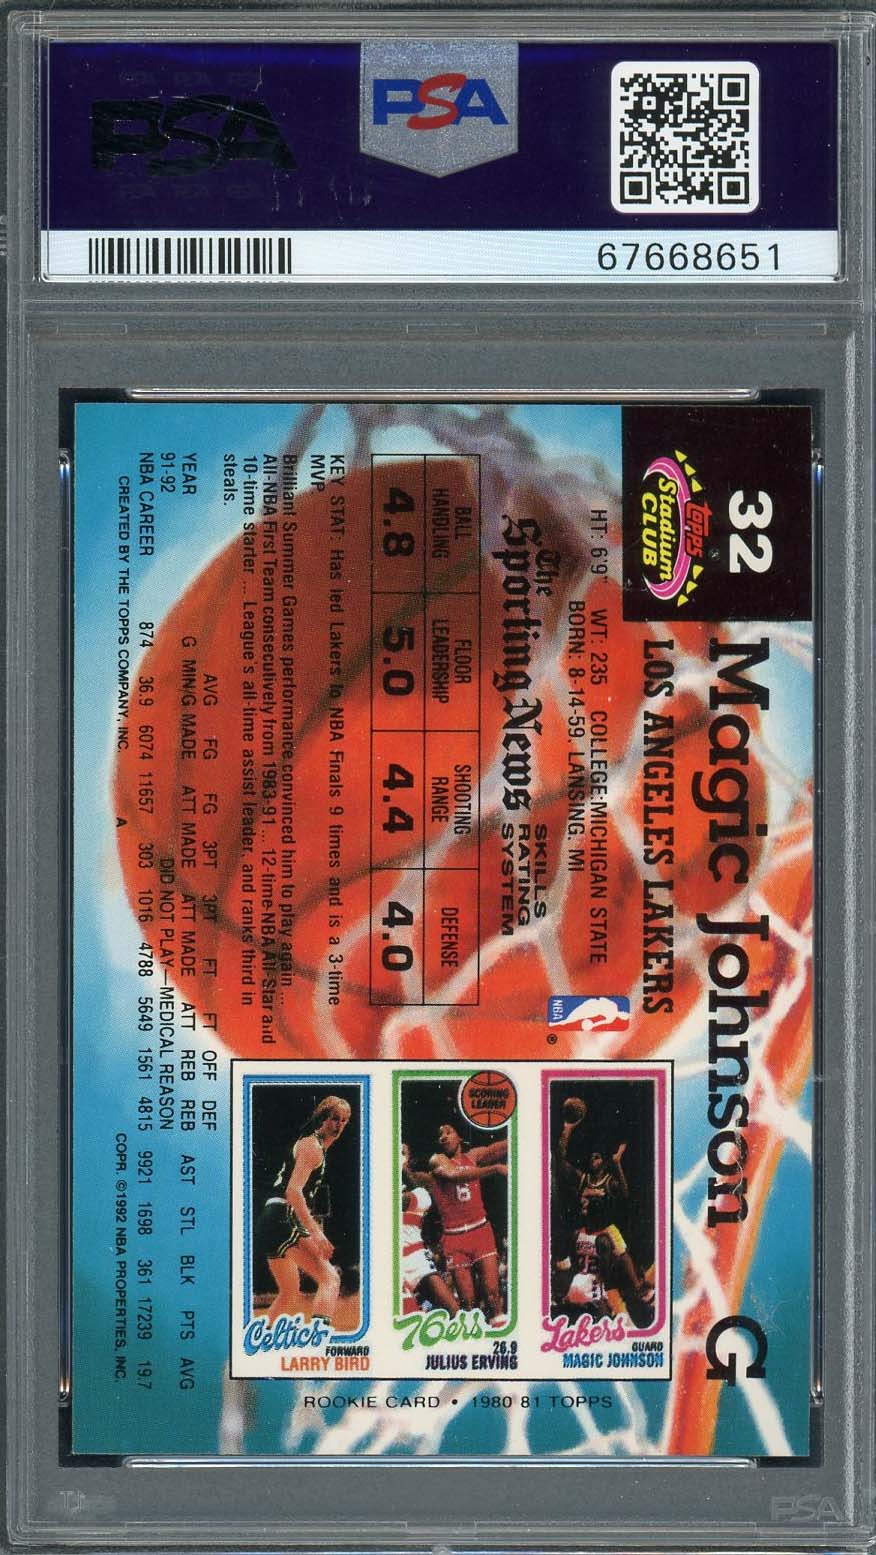 PSA
PSA
67668651
32
Magic Johnson G
topps®
Stadium
CLUB
LOS ANGELES LAKERS
HT: 6'9" WT: 235 COLLEGE:MICHIGAN STATE
BORN: 8-14-59, LANSING, MI
NBA ®
The
Sporting News
SKILLS
RATING
SYSTEM
BALL HANDLING FLOOR LEADERSHIP SHOOTING RANGE DEFENSE
4.8 5.0 4.4 4.0
KEY STAT: Has led Lakers to NBA Finals 9 times and is a 3-time
MVP
Brilliant Summer Games performance convinced him to play again ...
All-NBA First Team consecutively from 1983-91 ... 12-time NBA All-Star and
10-time starter ... League's all-time assist leader, and ranks third in
steals.
AVG FG FG 3PT 3PT FT FT OFF DEF
YEAR G MIN/G MADE ATT MADE ATT MADE ATT REB REB AST STL BLK PTS AVG
91-92 DID NOT PLAY—MEDICAL REASON
NBA CAREER 874 36.9 6074 11657 303 1016 4788 5649 1561 4815 9921 1698 361 17239 19.7
CREATED BY THE TOPPS COMPANY, INC. A COPR. ©1992 NBA PROPERTIES, INC.
Lakers
GUARD
MAGIC JOHNSON
SCORING
LEADER
6
76ers
26.9
JULIUS ERVING
Celtics
FORWARD
LARRY BIRD
32
ROOKIE CARD • 1980 81 TOPPS
PSA